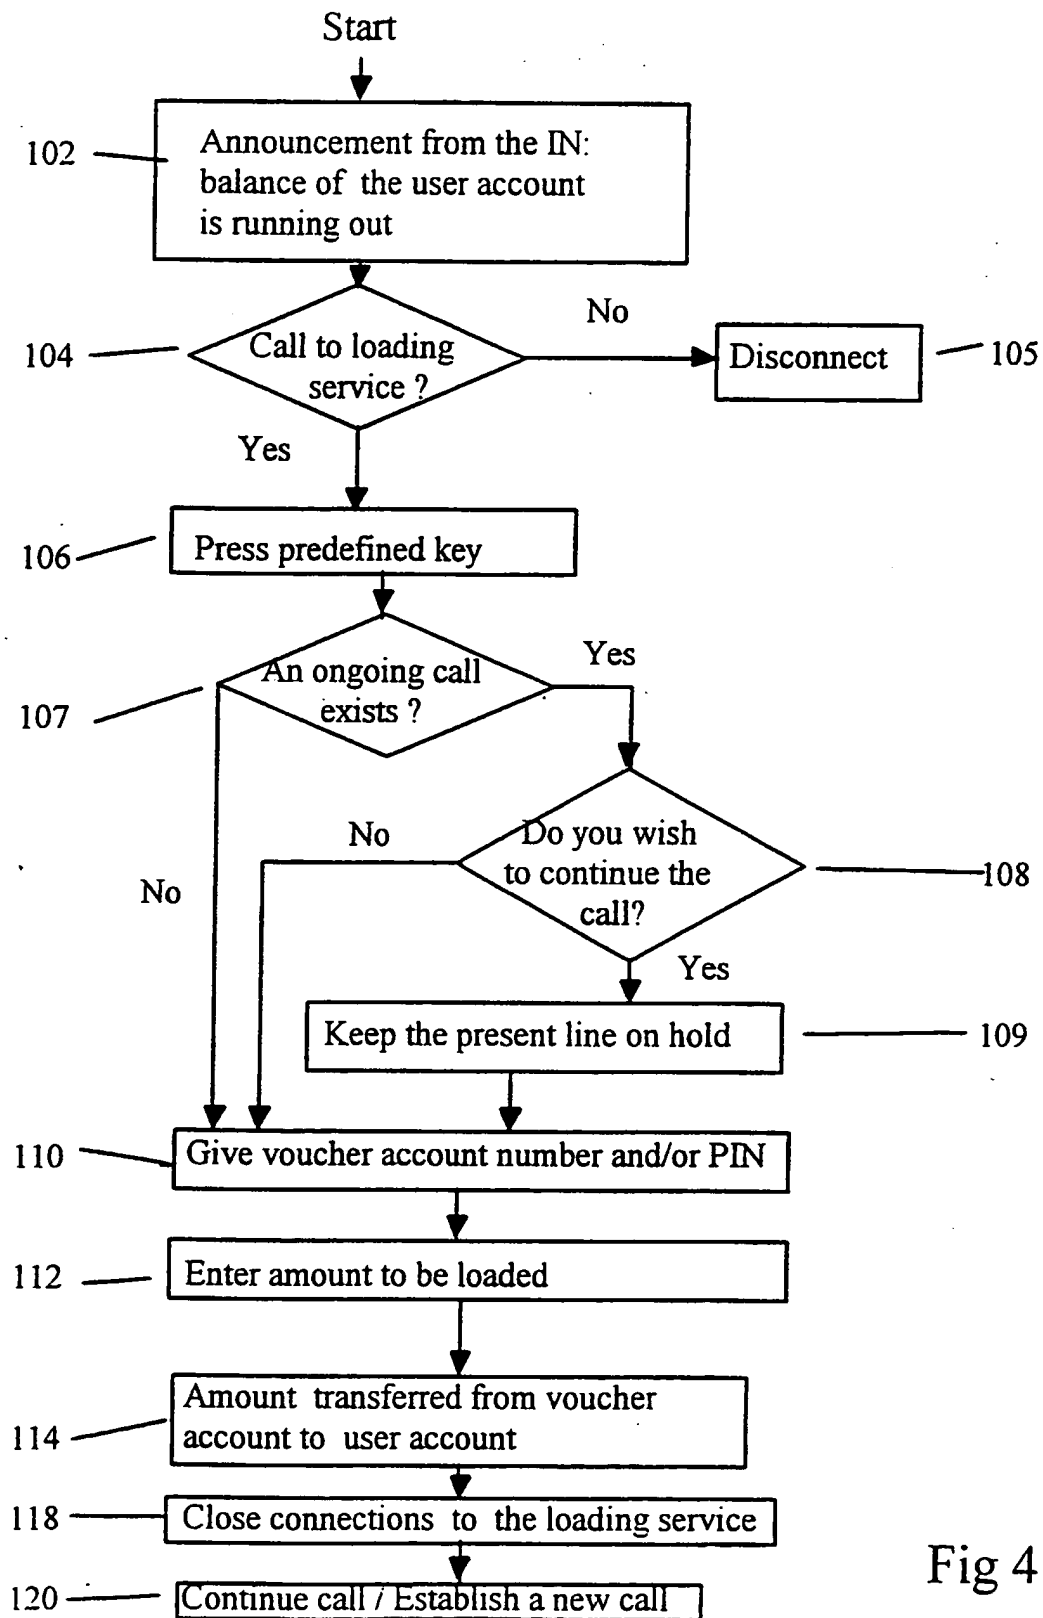 Start
102
Announcement from the IN:
balance of the user account
is running out
104
Call to loading
service ?
No
Disconnect
105
Yes
106
Press predefined key
107
An ongoing call
exists ?
Yes
No
No
Do you wish
to continue the
call?
108
Yes
Keep the present line on hold
109
110
Give voucher account number and/or PIN
112
Enter amount to be loaded
114
Amount transferred from voucher
account to user account
118
Close connections to the loading service
120
Continue call / Establish a new call
Fig 4